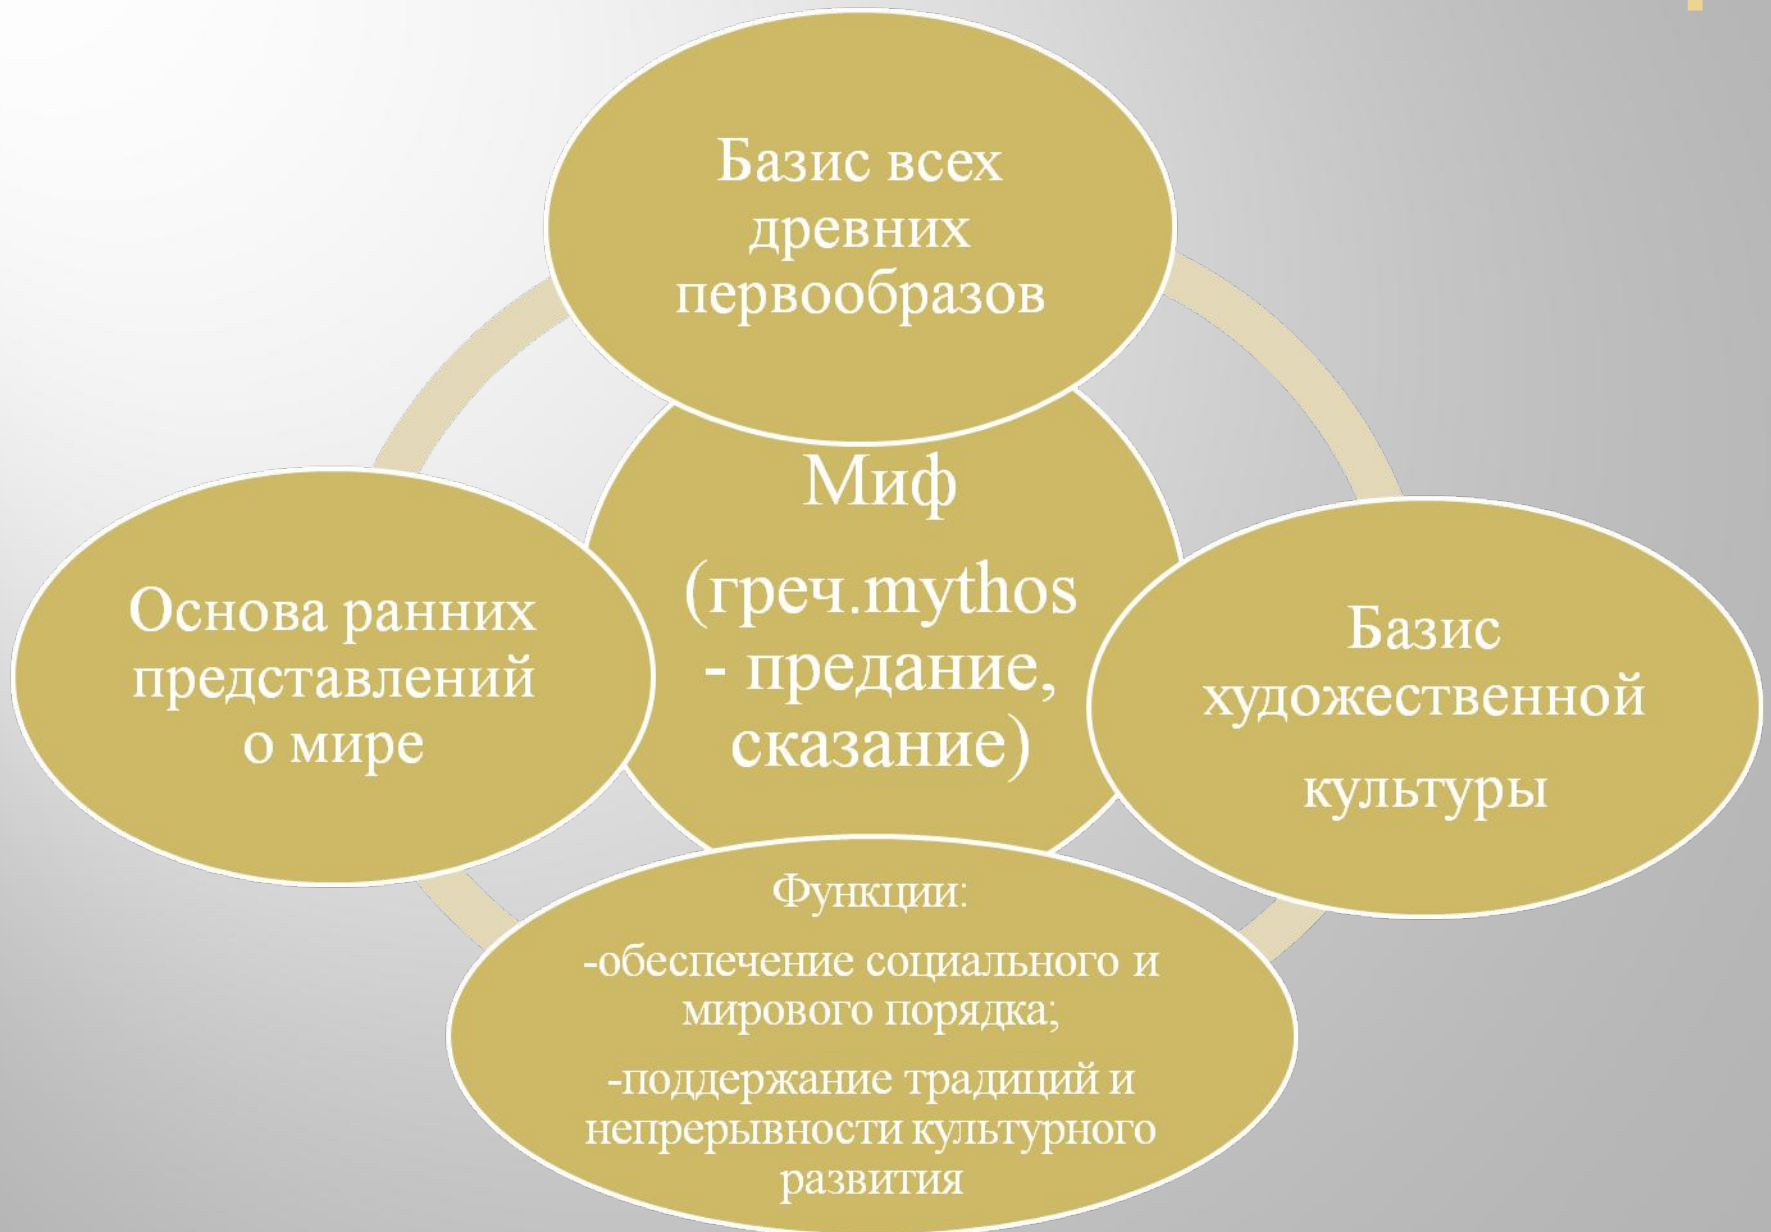 Базис всех
древних
первообразов
Миф
(греч.mythos
- предание,
сказание)
Основа ранних
представлений
о мире
Базис
художественной
культуры
Функции:
-обеспечение социального и
мирового порядка;
-поддержание традиций и
непрерывности культурного
развития